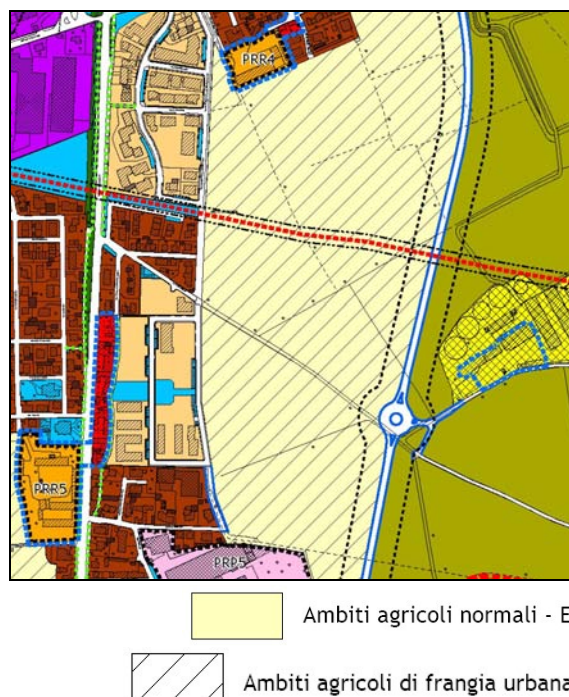 PRR4
PRR5
PRP5
Ambiti agricoli normali - E
Ambiti agricoli di frangia urbana